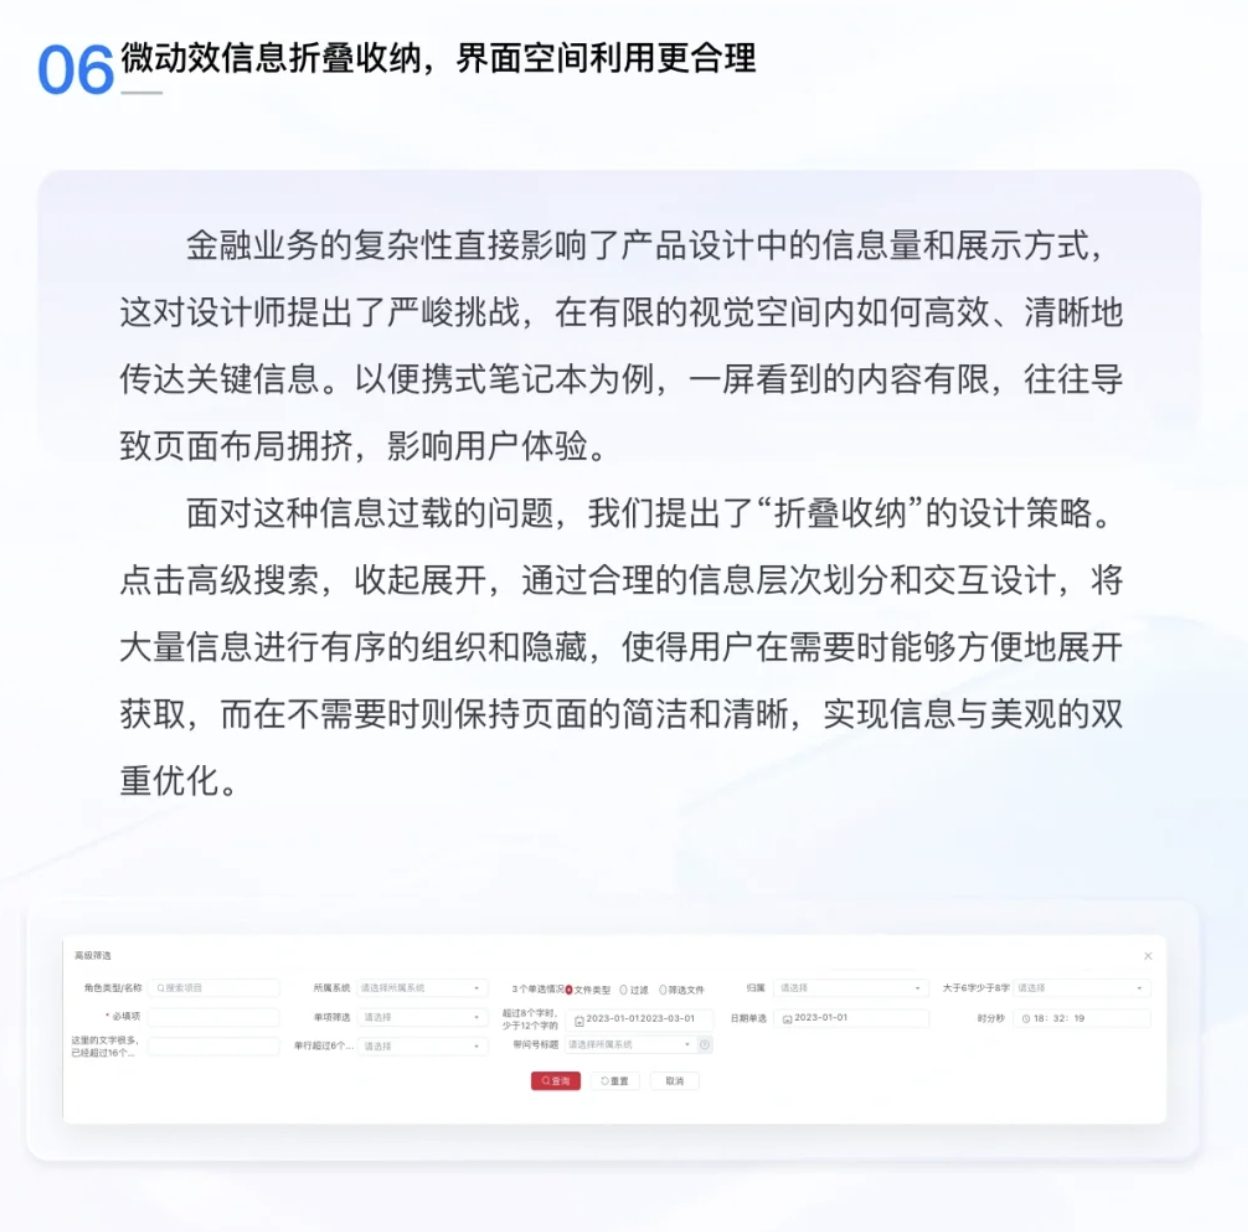 06 微动效信息折叠收纳，界面空间利用更合理
金融业务的复杂性直接影响了产品设计中的信息量和展示方式，
这对设计师提出了严峻挑战，在有限的视觉空间内如何高效、清晰地
传达关键信息。以便携式笔记本为例，一屏看到的内容有限，往往导
致页面布局拥挤，影响用户体验。
面对这种信息过载的问题，我们提出了“折叠收纳”的设计策略。
点击高级搜索，收起展开，通过合理的信息层次划分和交互设计，将
大量信息进行有序的组织和隐藏，使得用户在需要时能够方便地展开
获取，而在不需要时则保持页面的简洁和清晰，实现信息与美观的双
重优化。
高级筛选
角色类型/名称 搜索项目 所属系统 请选择所属系统 3个单选情况 文件类型 过滤 筛选文件 归属 请选择 大于6字少于8字 请选择
* 必填项 单项筛选 请选择 超过8个字时，少于12个字的 2023-01-012023-03-01 日期单选 2023-01-01 时分秒 18：32：19
这里的文字很多，已经超过16个... 单行超过6个... 请选择 带问号标题 请选择所属系统
查询 重置 取消